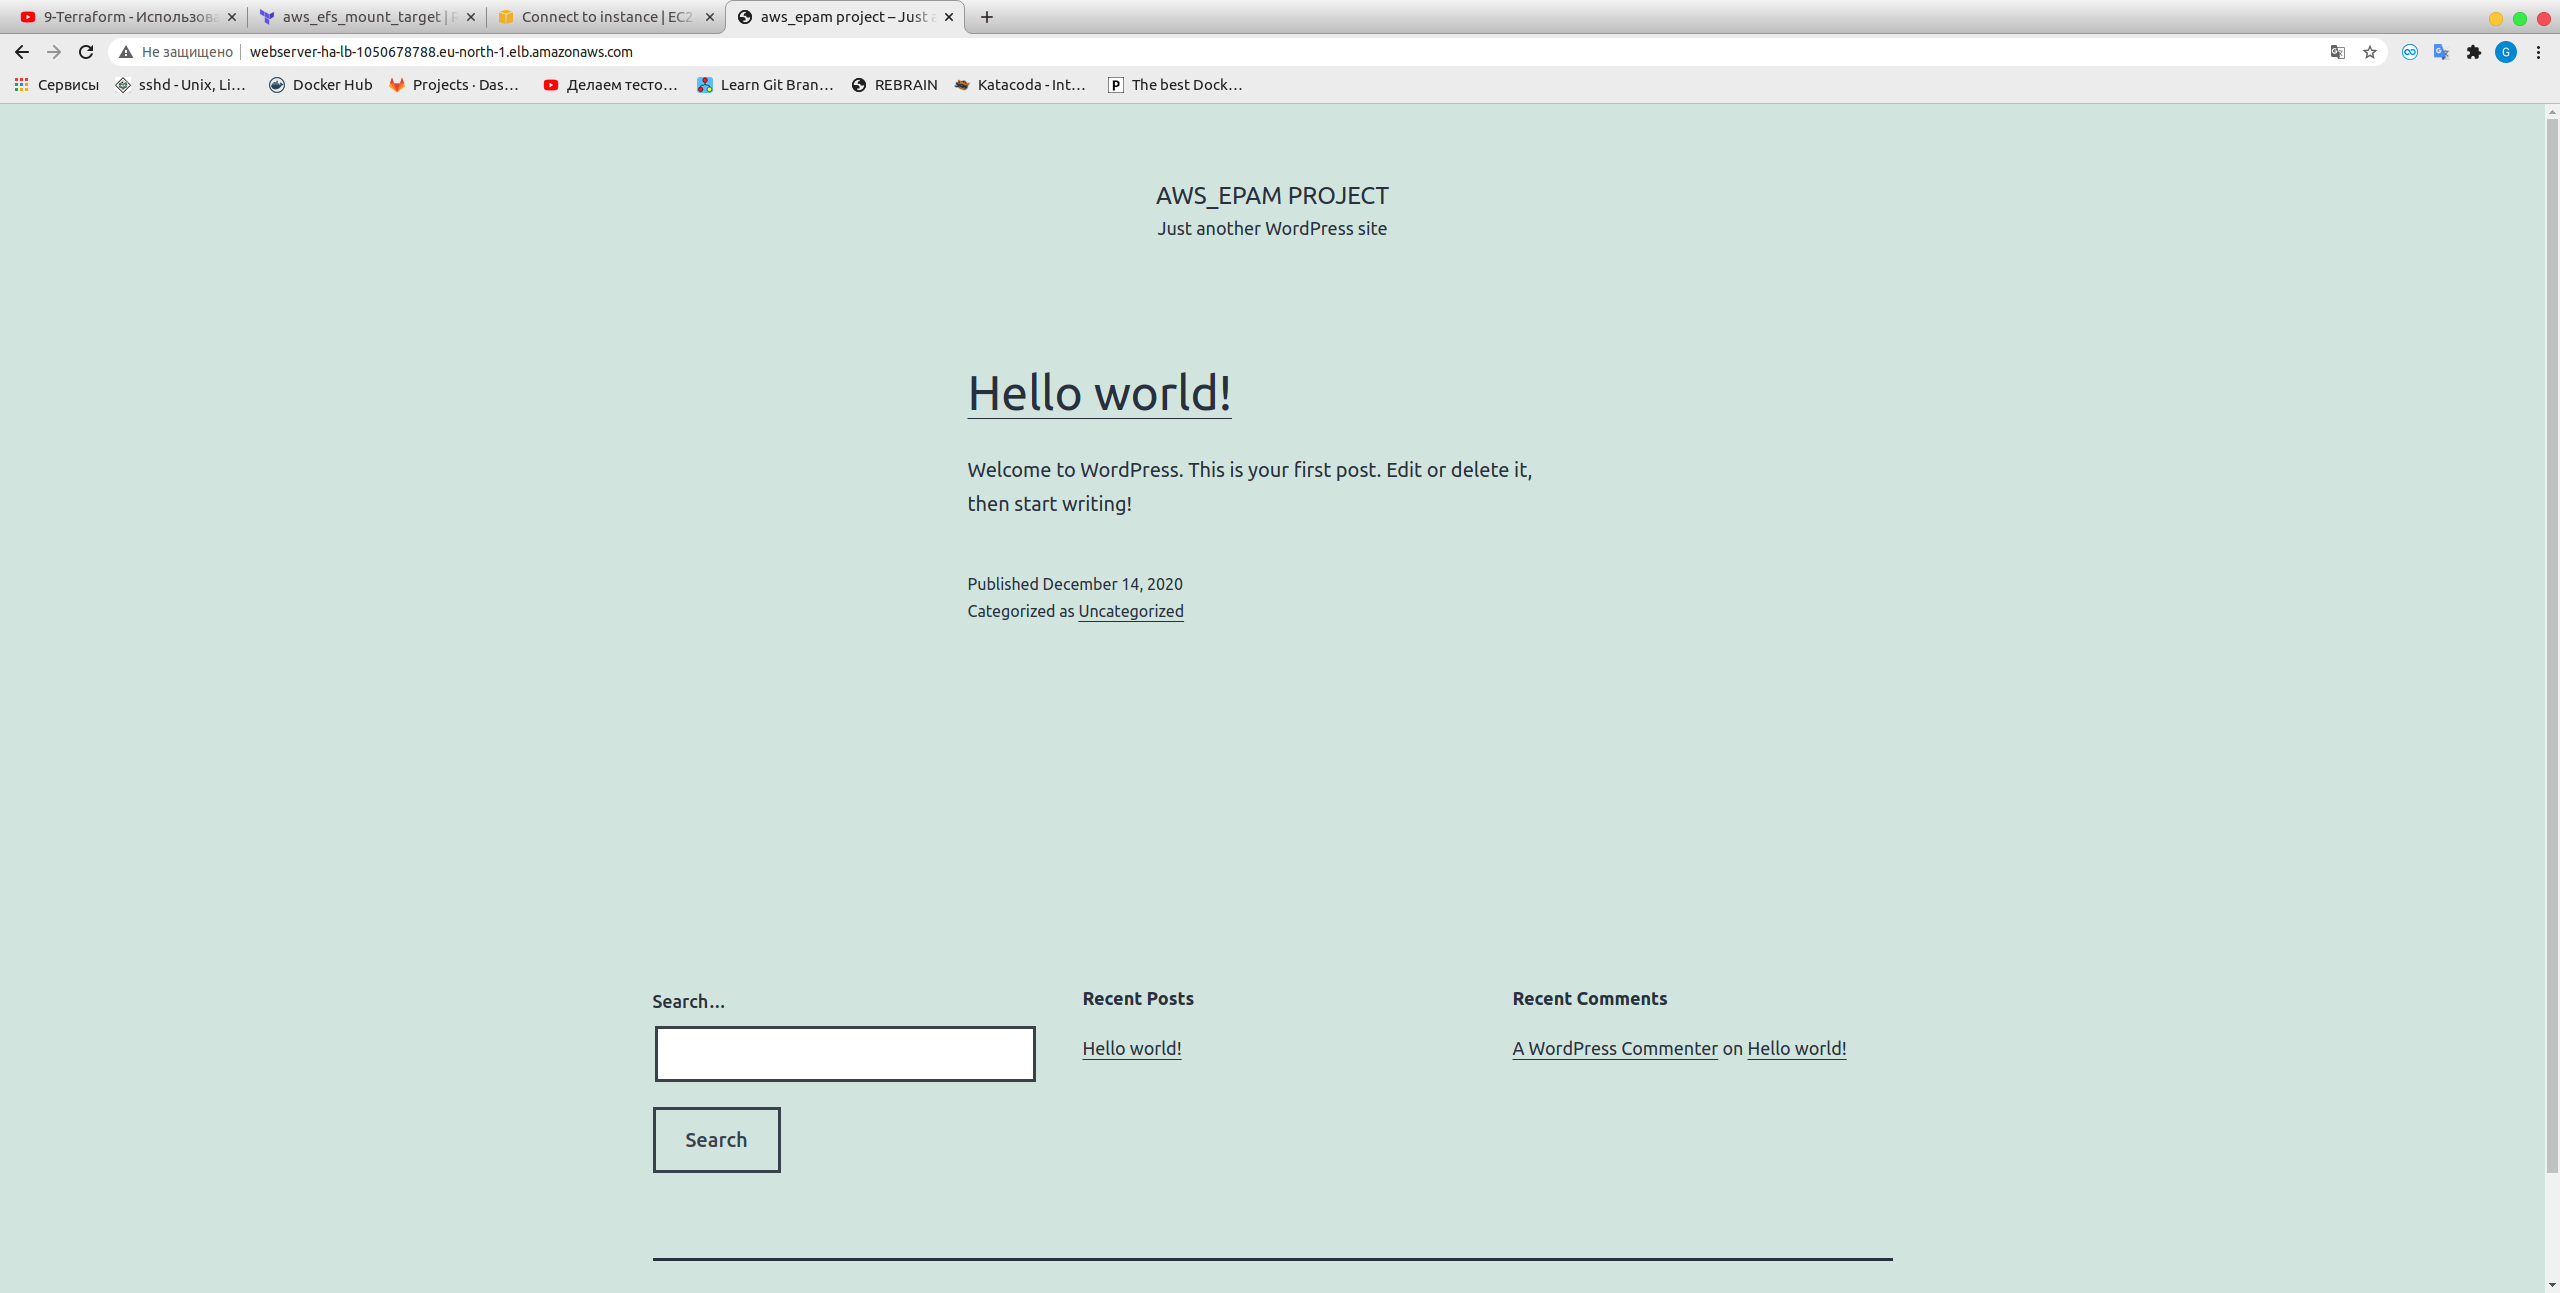 9-Terraform - Использова
aws_efs_mount_target | R
Connect to instance | EC2
aws_epam project – Just a
Не защищено
webserver-ha-lb-1050678788.eu-north-1.elb.amazonaws.com
G
Сервисы
sshd - Unix, Li...
Docker Hub
Projects · Das...
Делаем тесто...
Learn Git Bran...
REBRAIN
Katacoda - Int...
P
The best Dock...
AWS_EPAM PROJECT
Just another WordPress site
Hello world!
Welcome to WordPress. This is your first post. Edit or delete it,
then start writing!
Published December 14, 2020
Categorized as Uncategorized
Search…
Search
Recent Posts
Hello world!
Recent Comments
A WordPress Commenter on Hello world!